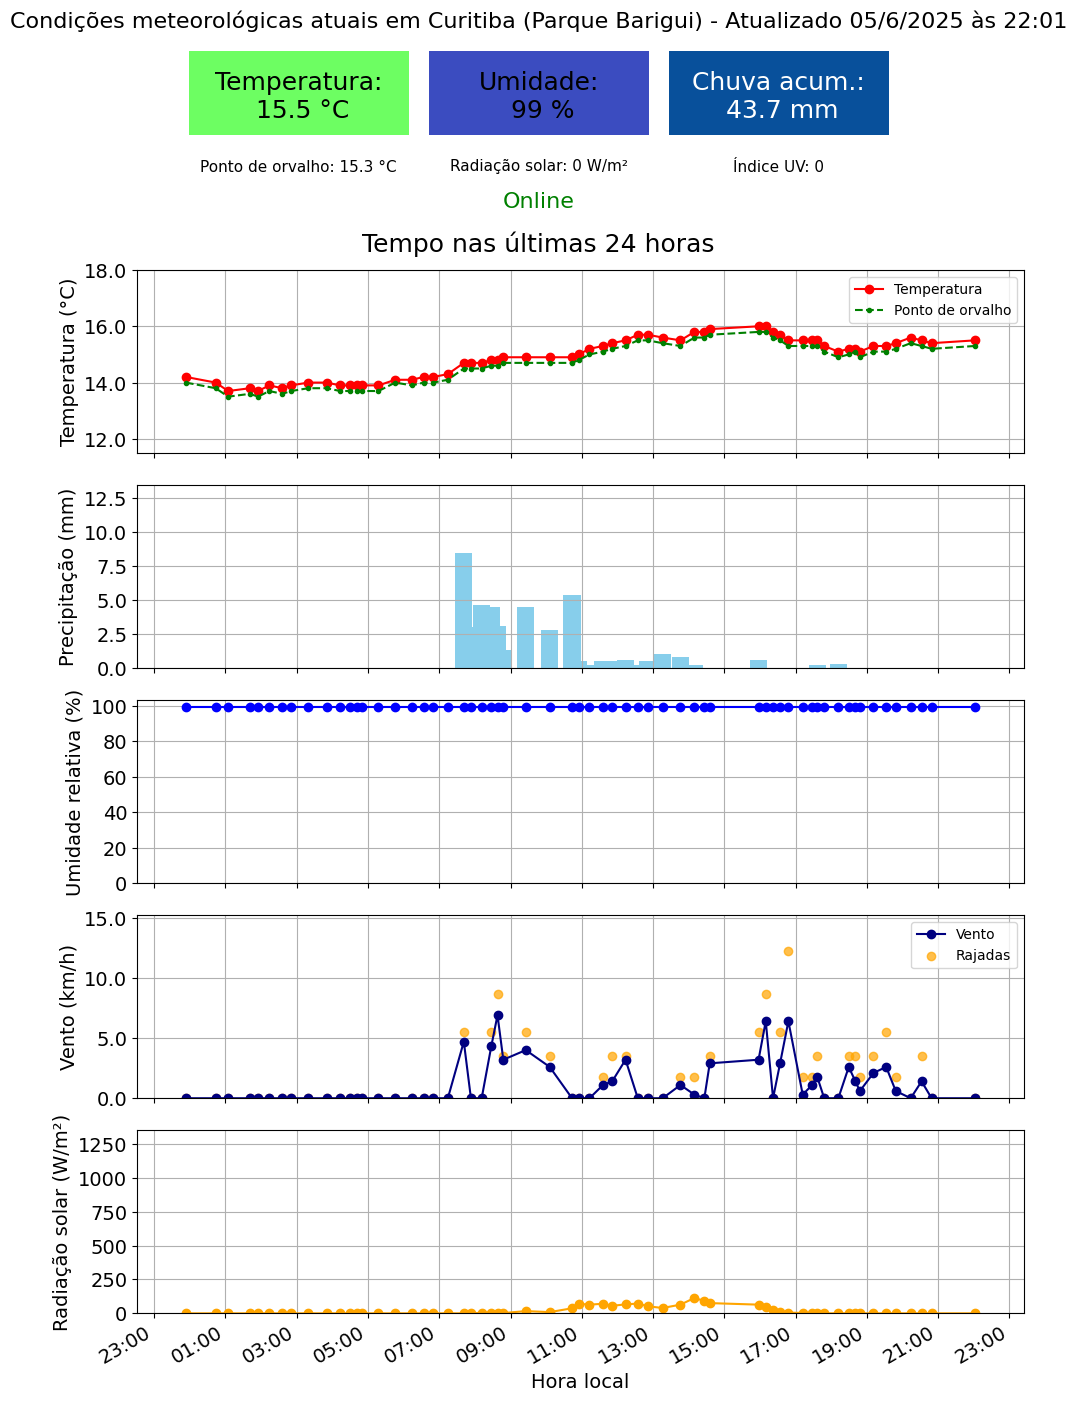 Condições meteorológicas atuais em Curitiba (Parque Barigui) - Atualizado 05/6/2025 às 22:01
Temperatura:
15.5 °C
Umidade:
99 %
Chuva acum.:
43.7 mm
Ponto de orvalho: 15.3 °C
Radiação solar: 0 W/m²
Índice UV: 0
Online
Tempo nas últimas 24 horas
Temperatura (°C)
18.0
16.0
14.0
12.0
Temperatura
Ponto de orvalho
Precipitação (mm)
12.5
10.0
7.5
5.0
2.5
0.0
Umidade relativa (%)
100
80
60
40
20
0
Vento (km/h)
15.0
10.0
5.0
0.0
Vento
Rajadas
Radiação solar (W/m²)
1250
1000
750
500
250
0
23:00
01:00
03:00
05:00
07:00
09:00
11:00
13:00
15:00
17:00
19:00
21:00
23:00
Hora local